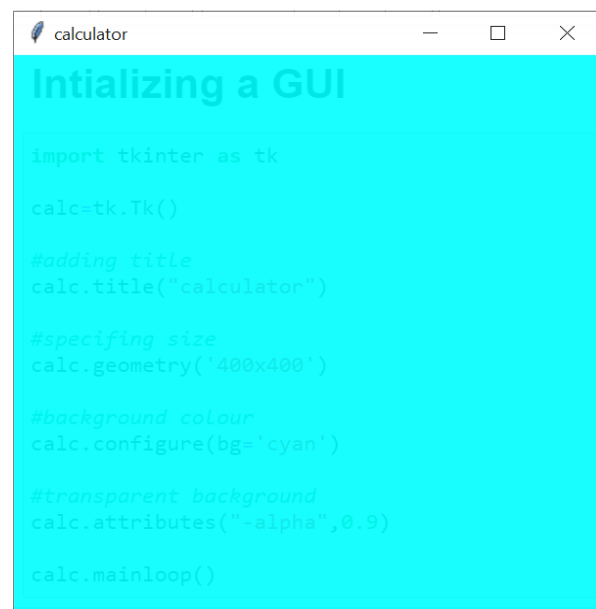 calculator
Intializing a GUI
import tkinter as tk
calc=tk.Tk()
#adding title
calc.title("calculator")
#specifing size
calc.geometry('400x400')
#background colour
calc.configure(bg='cyan')
#transparent background
calc.attributes("-alpha",0.9)
calc.mainloop()